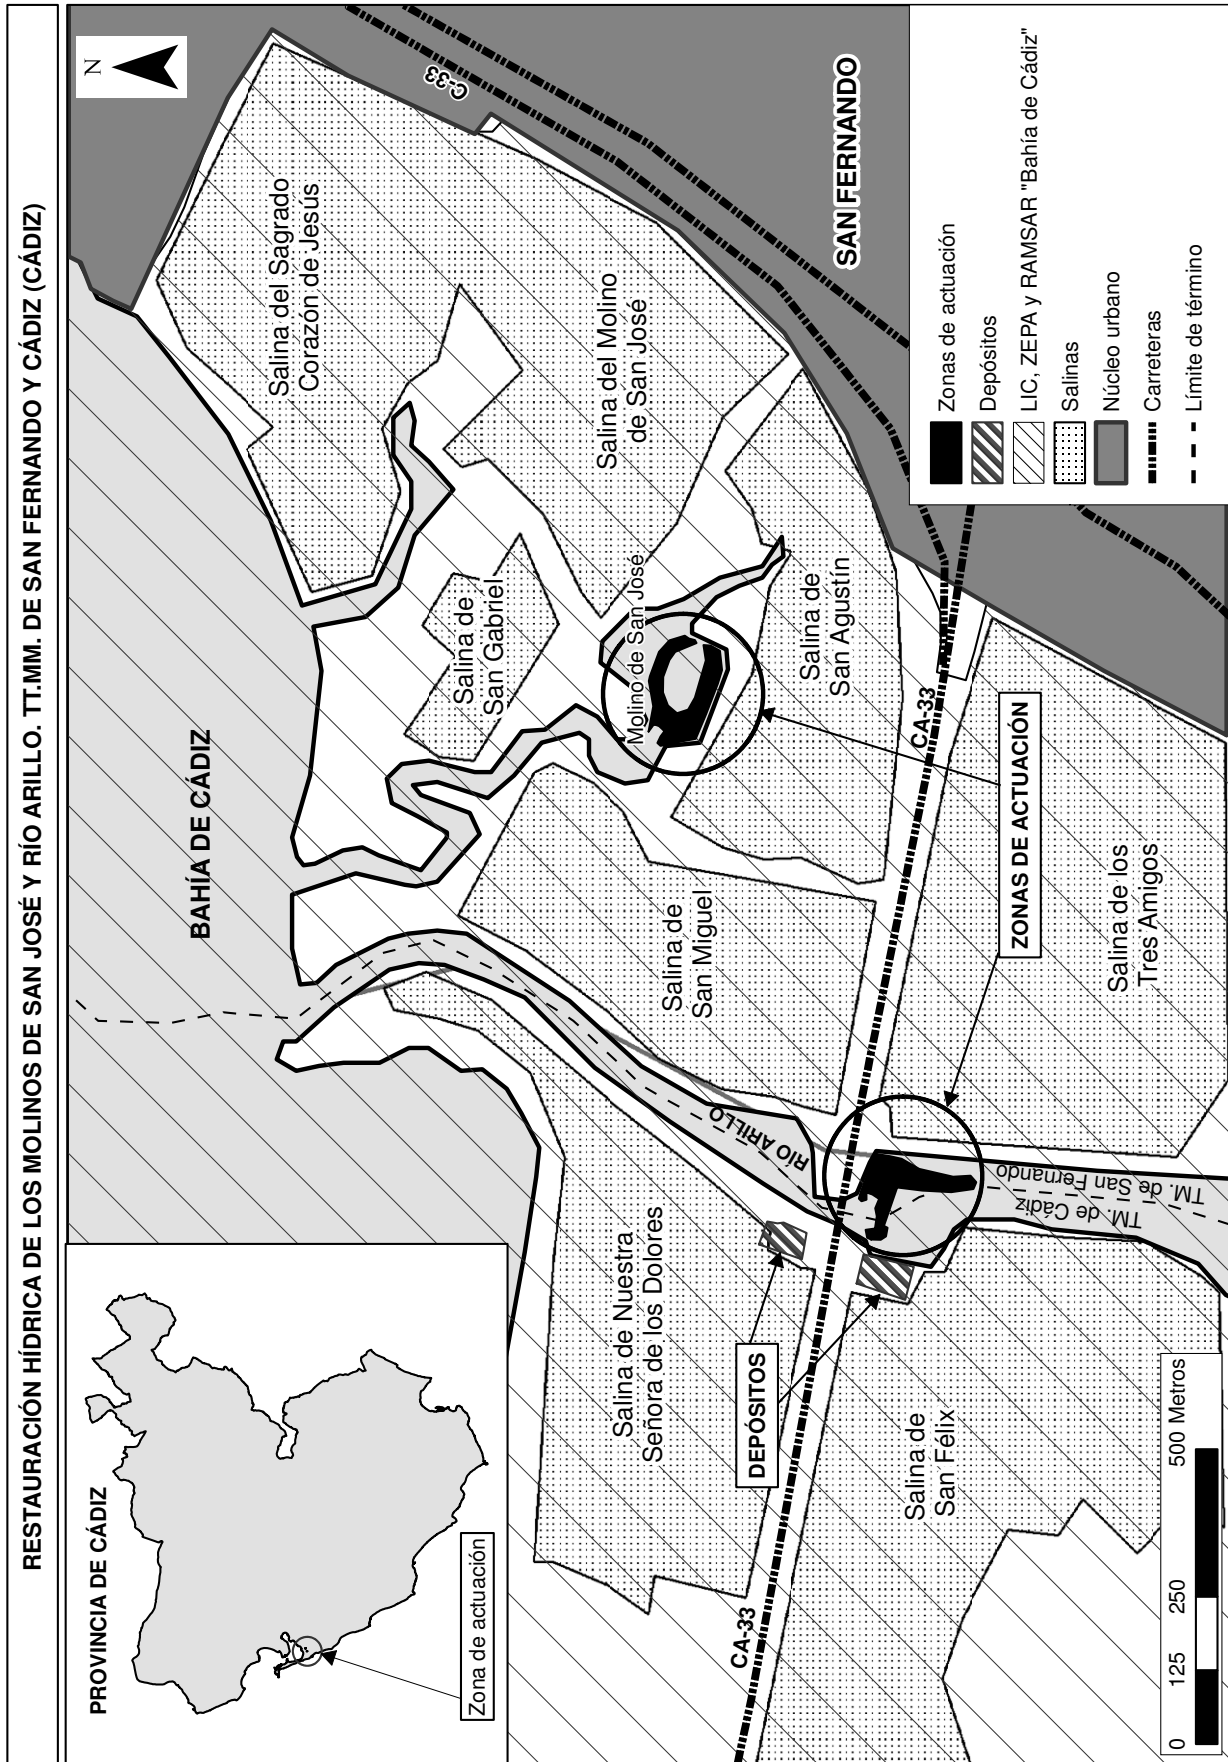 RESTAURACIÓN HÍDRICA DE LOS MOLINOS DE SAN JOSÉ Y RÍO ARILLO. TT.MM. DE SAN FERNANDO Y CÁDIZ (CÁDIZ)
PROVINCIA DE CÁDIZ
Zona de actuación
BAHÍA DE CÁDIZ
N
C-33
Salina del Sagrado
Corazón de Jesus
Salina de
San Gabriel
Salina del Molino
de San José
Molino de San José
Salina de
San Agustín
SAN FERNANDO
Salina de
San Miguel
RÍO ARILLO
Salina de Nuestra
Señora de los Dolores
DEPÓSITOS
CA-33
CA-33
ZONAS DE ACTUACIÓN
TM. de Cádiz
TM. de San Fernando
Salina de
San Félix
Salina de los
Tres Amigos
0 125 250 500 Metros
Zonas de actuación
Depósitos
LIC, ZEPA y RAMSAR "Bahía de Cádiz"
Salinas
Núcleo urbano
Carreteras
Límite de término